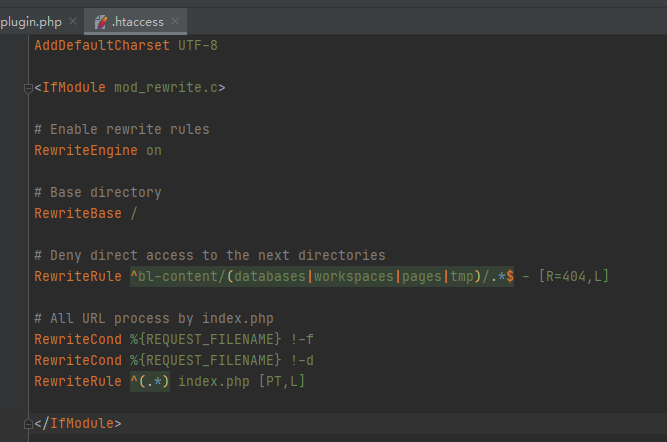 plugin.php
.htaccess
AddDefaultCharset UTF-8
<IfModule mod_rewrite.c>
# Enable rewrite rules
RewriteEngine on
# Base directory
RewriteBase /
# Deny direct access to the next directories
RewriteRule ^bl-content/(databases|workspaces|pages|tmp)/.*$ - [R=404,L]
# All URL process by index.php
RewriteCond %{REQUEST_FILENAME} !-f
RewriteCond %{REQUEST_FILENAME} !-d
RewriteRule ^(.*) index.php [PT,L]
</IfModule>